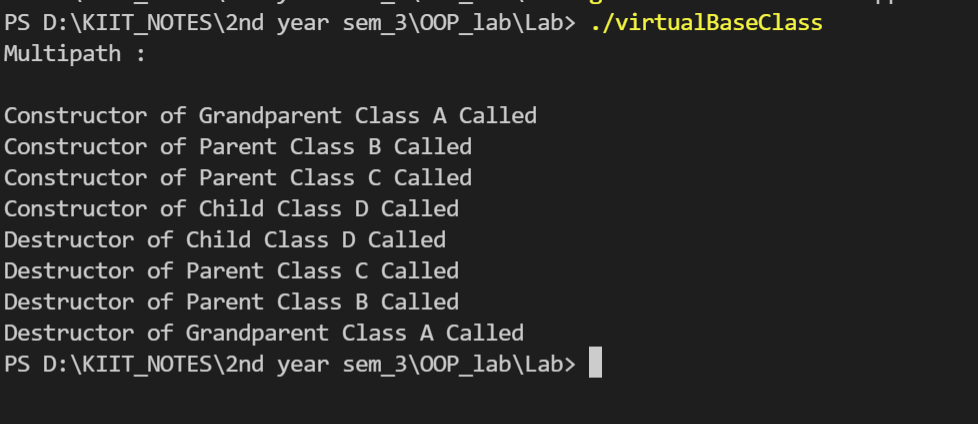 PS D:\KIIT_NOTES\2nd year sem_3\OOP_lab\Lab> ./virtualBaseClass
Multipath :
Constructor of Grandparent Class A Called
Constructor of Parent Class B Called
Constructor of Parent Class C Called
Constructor of Child Class D Called
Destructor of Child Class D Called
Destructor of Parent Class C Called
Destructor of Parent Class B Called
Destructor of Grandparent Class A Called
PS D:\KIIT_NOTES\2nd year sem_3\OOP_lab\Lab>